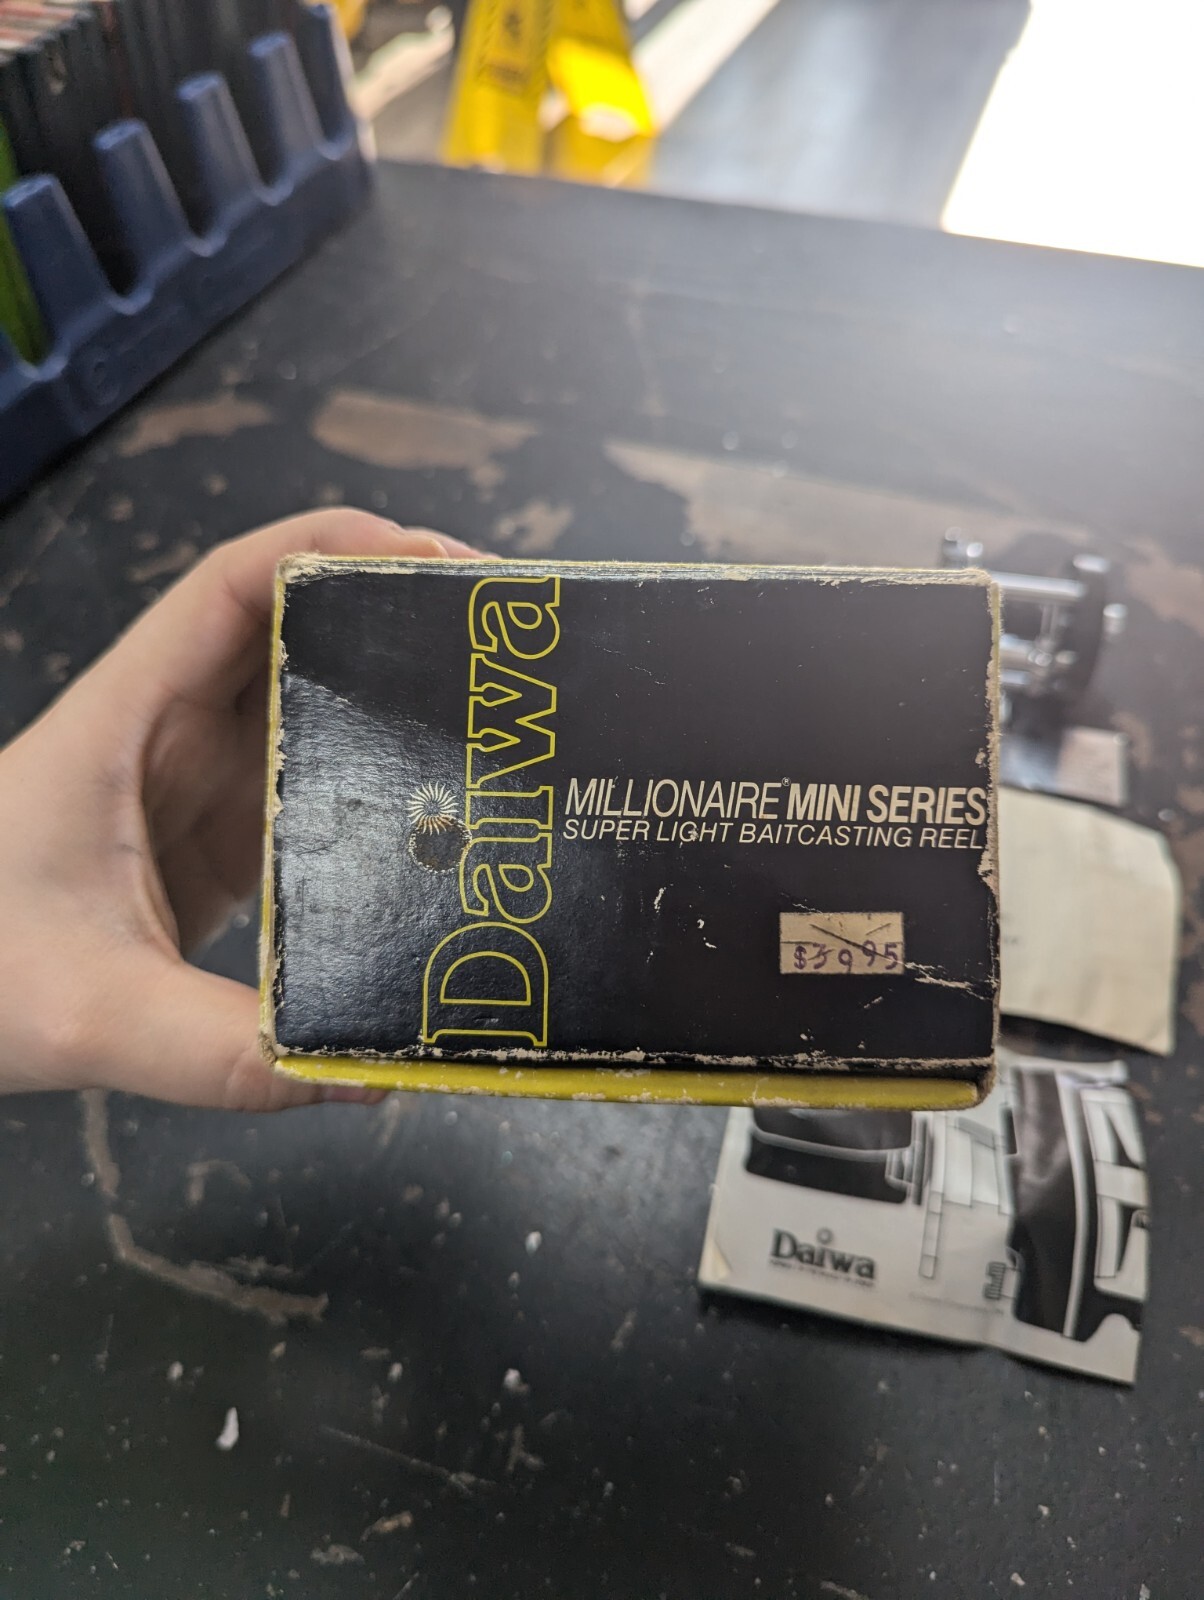 Daiwa
MILLIONAIRE® MINI SERIES
SUPER LIGHT BAITCASTING REEL
$3995
Daiwa